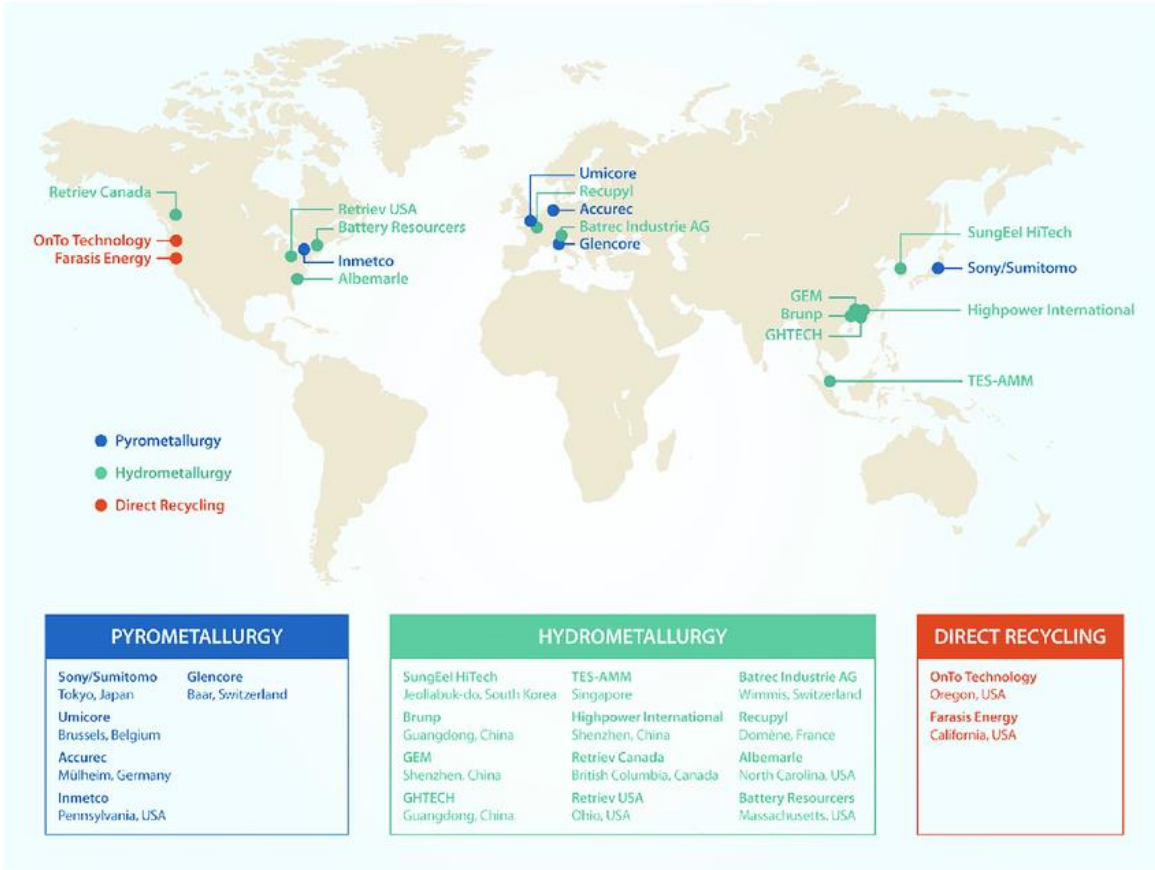 Retriev Canada
OnTo Technology
Farasis Energy
Retriev USA
Battery Resourcers
Inmetco
Albemarle
Umicore
Recupyl
Accurec
Batrec Industrie AG
Glencore
SungEel HiTech
Sony/Sumitomo
GEM
Brunp
GHTECH
Highpower International
TES-AMM
Pyrometallurgy
Hydrometallurgy
Direct Recycling
PYROMETALLURGY
Sony/Sumitomo
Tokyo, Japan
Umicore
Brussels, Belgium
Accurec
Mülheim, Germany
Inmetco
Pennsylvania, USA
Glencore
Baar, Switzerland
HYDROMETALLURGY
SungEel HiTech
Jeollabuk-do, South Korea
Brunp
Guangdong, China
GEM
Shenzhen, China
GHTECH
Guangdong, China
TES-AMM
Singapore
Highpower International
Shenzhen, China
Retriev Canada
British Columbia, Canada
Retriev USA
Ohio, USA
Batrec Industrie AG
Wimmis, Switzerland
Recupyl
Domène, France
Albemarle
North Carolina, USA
Battery Resourcers
Massachusetts, USA
DIRECT RECYCLING
OnTo Technology
Oregon, USA
Farasis Energy
California, USA